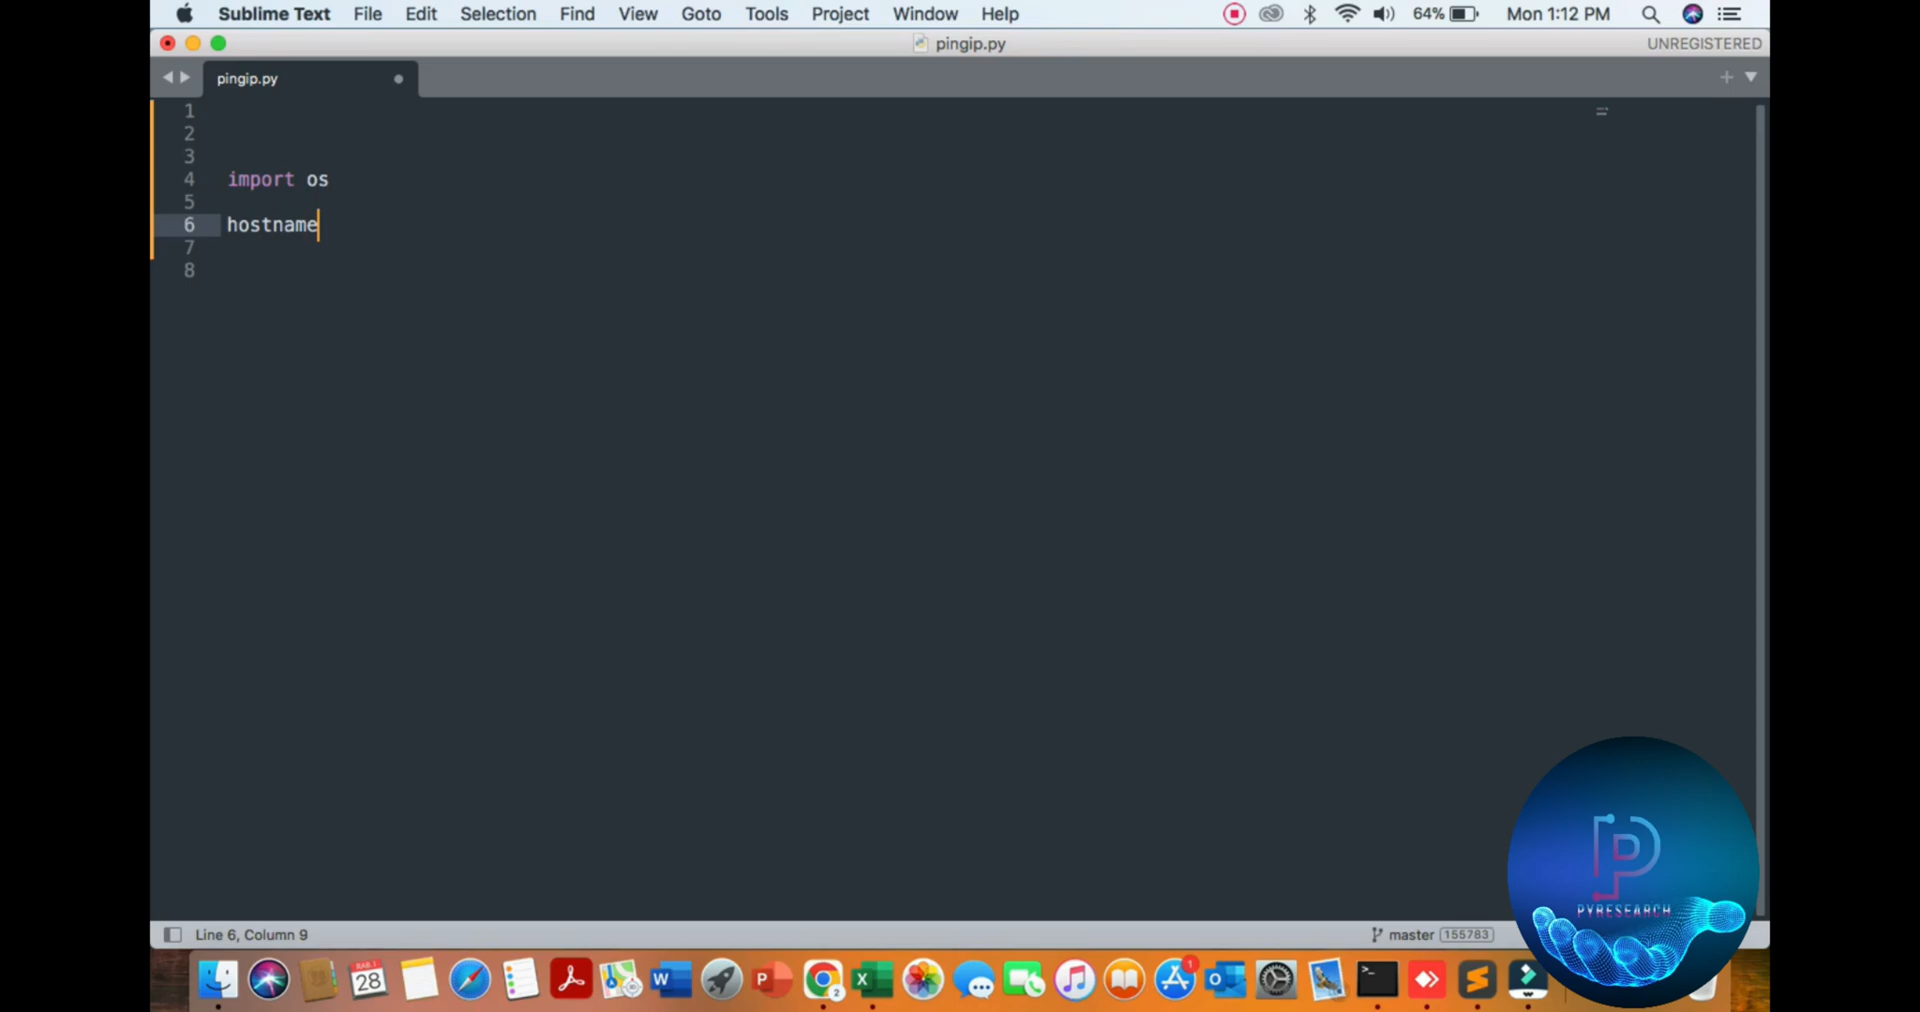 Sublime Text File Edit Selection Find View Goto Tools Project Window Help 64% Mon 1:12 PM
pingip.py UNREGISTERED
pingip.py
1
2
3
4 import os
5
6 hostname
7
8
PYRESEARCH
Line 6, Column 9 master 155783
28 W P 2 X 1 O >_